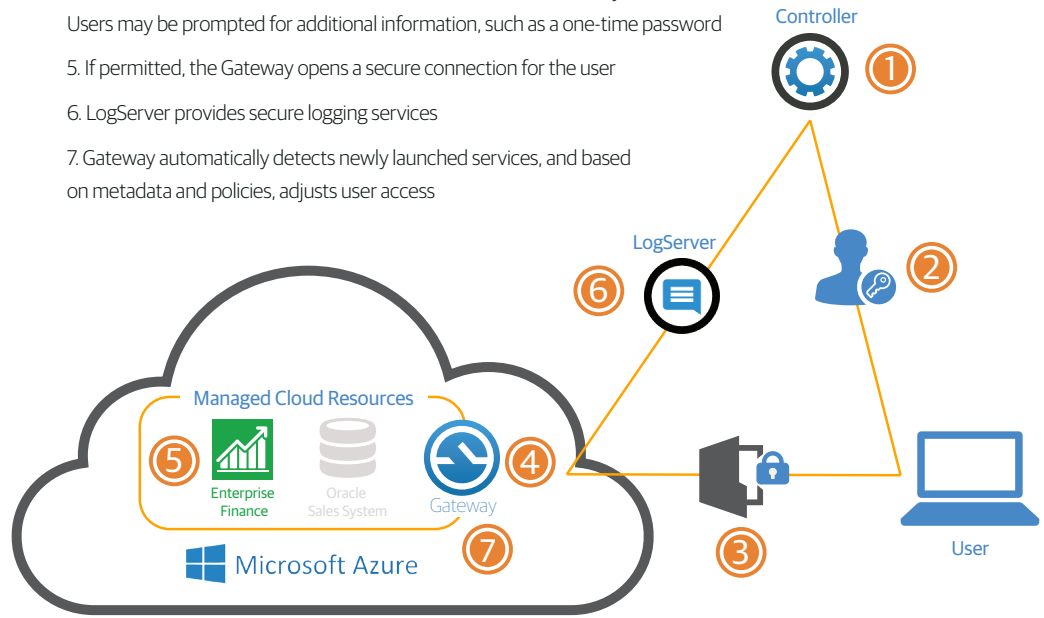 Users may be prompted for additional information, such as a one-time password
5. If permitted, the Gateway opens a secure connection for the user
6. LogServer provides secure logging services
7. Gateway automatically detects newly launched services, and based
on metadata and policies, adjusts user access
Controller
1
LogServer
2
6
Managed Cloud Resources
5
4
Enterprise
Finance
Oracle
Sales System
Gateway
7
3
User
Microsoft Azure